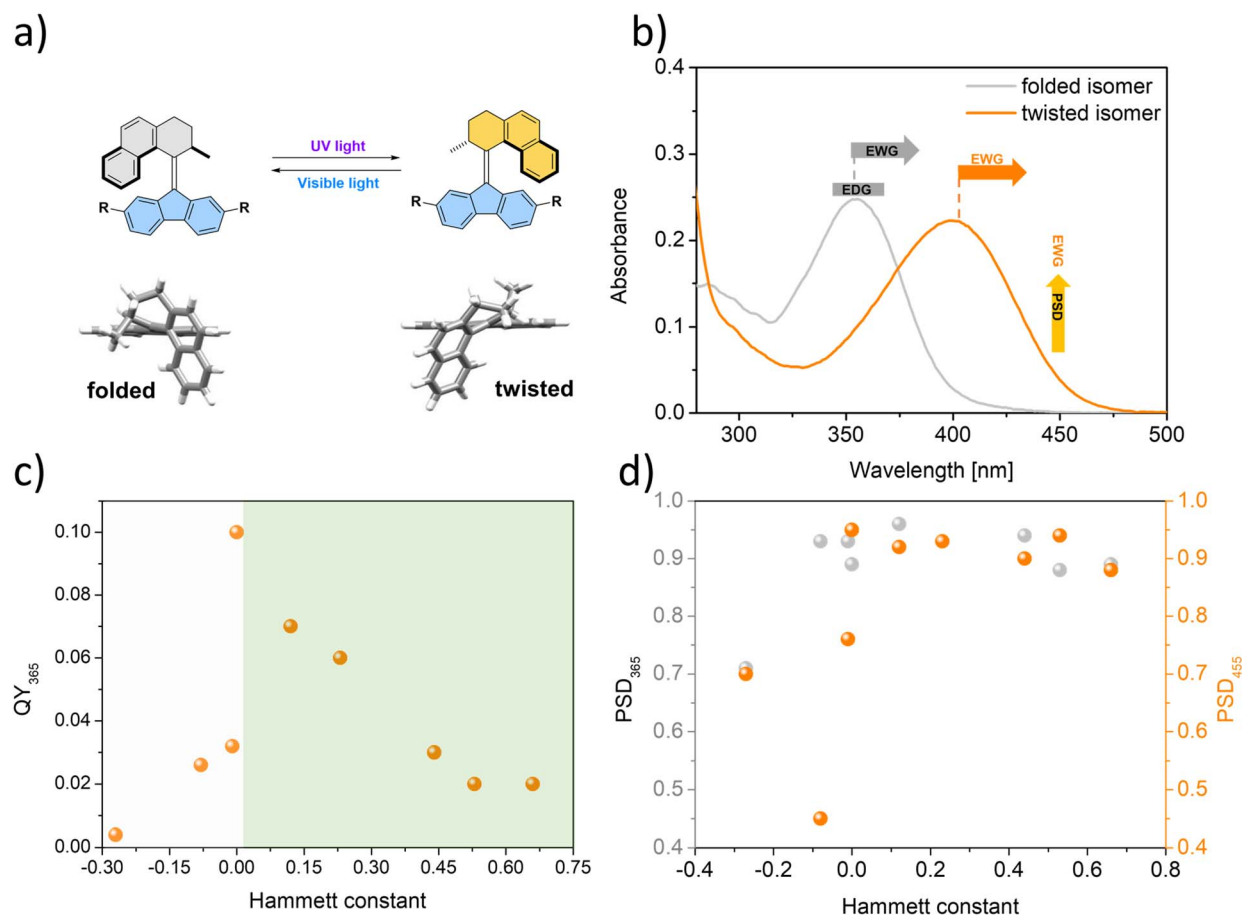 a)
UV light
Visible light
R
R
R
R
folded
twisted
b)
0.4
0.3
0.2
0.1
0.0
Absorbance
folded isomer
twisted isomer
EWG
EDG
EWG
EWG
PSD
300
350
400
450
500
Wavelength [nm]
c)
0.10
0.08
0.06
0.04
0.02
0.00
QY365
-0.30
-0.15
0.00
0.15
0.30
0.45
0.60
0.75
Hammett constant
d)
1.0
0.9
0.8
0.7
0.6
0.5
0.4
PSD365
1.0
0.9
0.8
0.7
0.6
0.5
0.4
PSD455
-0.4
-0.2
0.0
0.2
0.4
0.6
0.8
Hammett constant